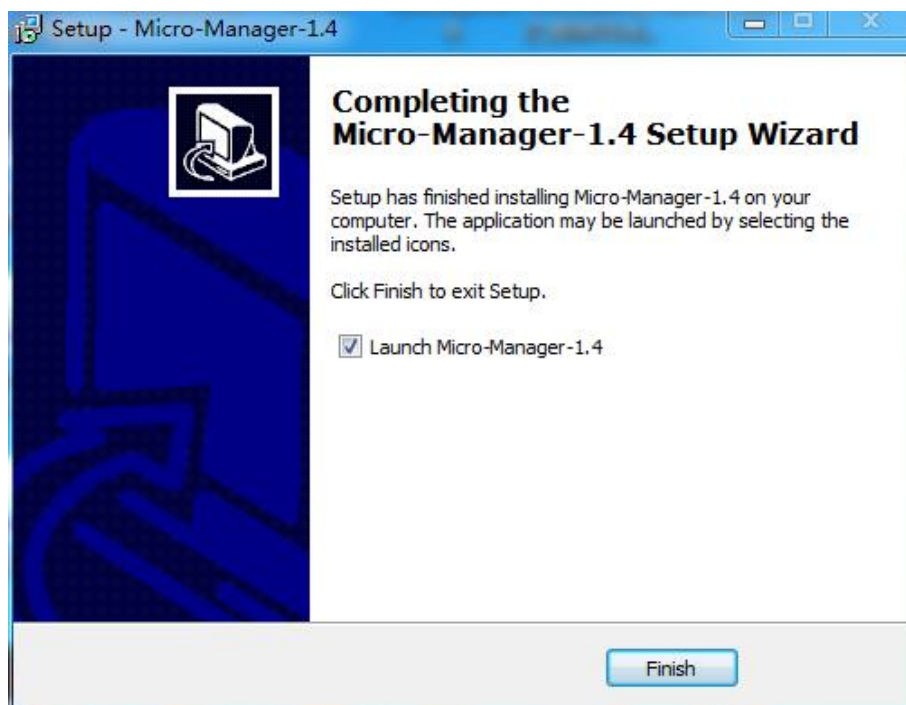 Setup - Micro-Manager-1.4
Completing the
Micro-Manager-1.4 Setup Wizard
Setup has finished installing Micro-Manager-1.4 on your
computer. The application may be launched by selecting the
installed icons.
Click Finish to exit Setup.
Launch Micro-Manager-1.4
Finish